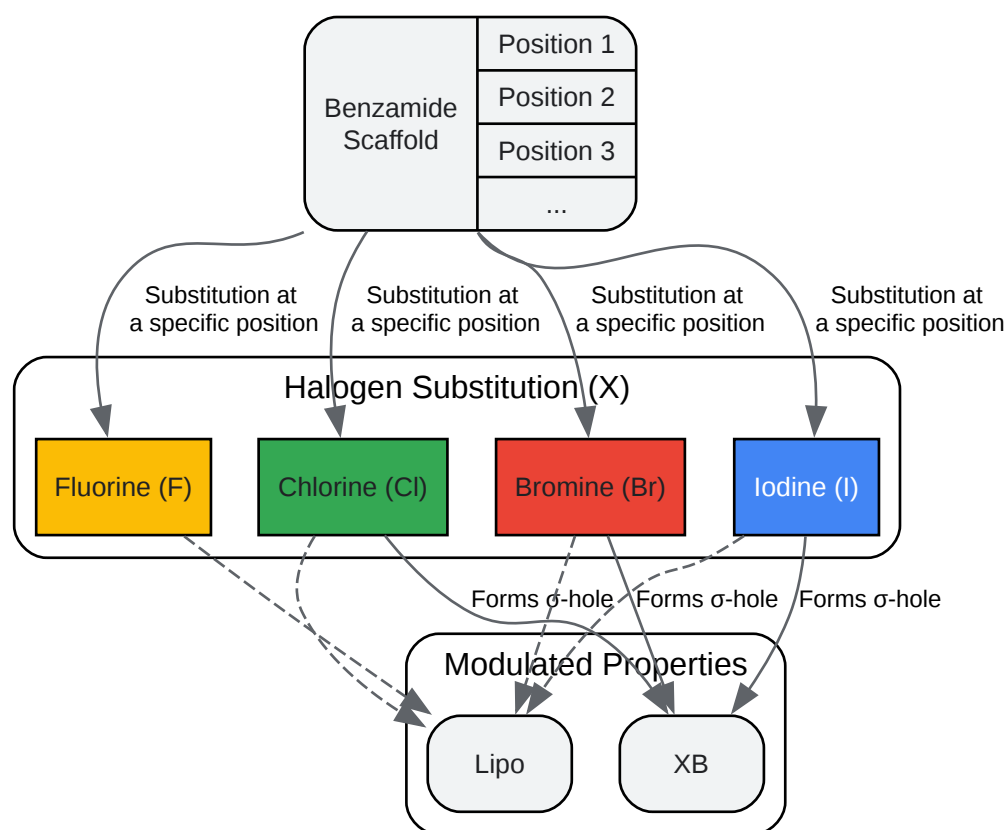 Benzamide
Scaffold
Position 1
Position 2
Position 3
...
Substitution at
a specific position
Substitution at
a specific position
Substitution at
a specific position
Substitution at
a specific position
Halogen Substitution (X)
Fluorine (F)
Chlorine (Cl)
Bromine (Br)
Iodine (I)
Forms σ-hole
Forms σ-hole
Forms σ-hole
Modulated Properties
Lipo
XB